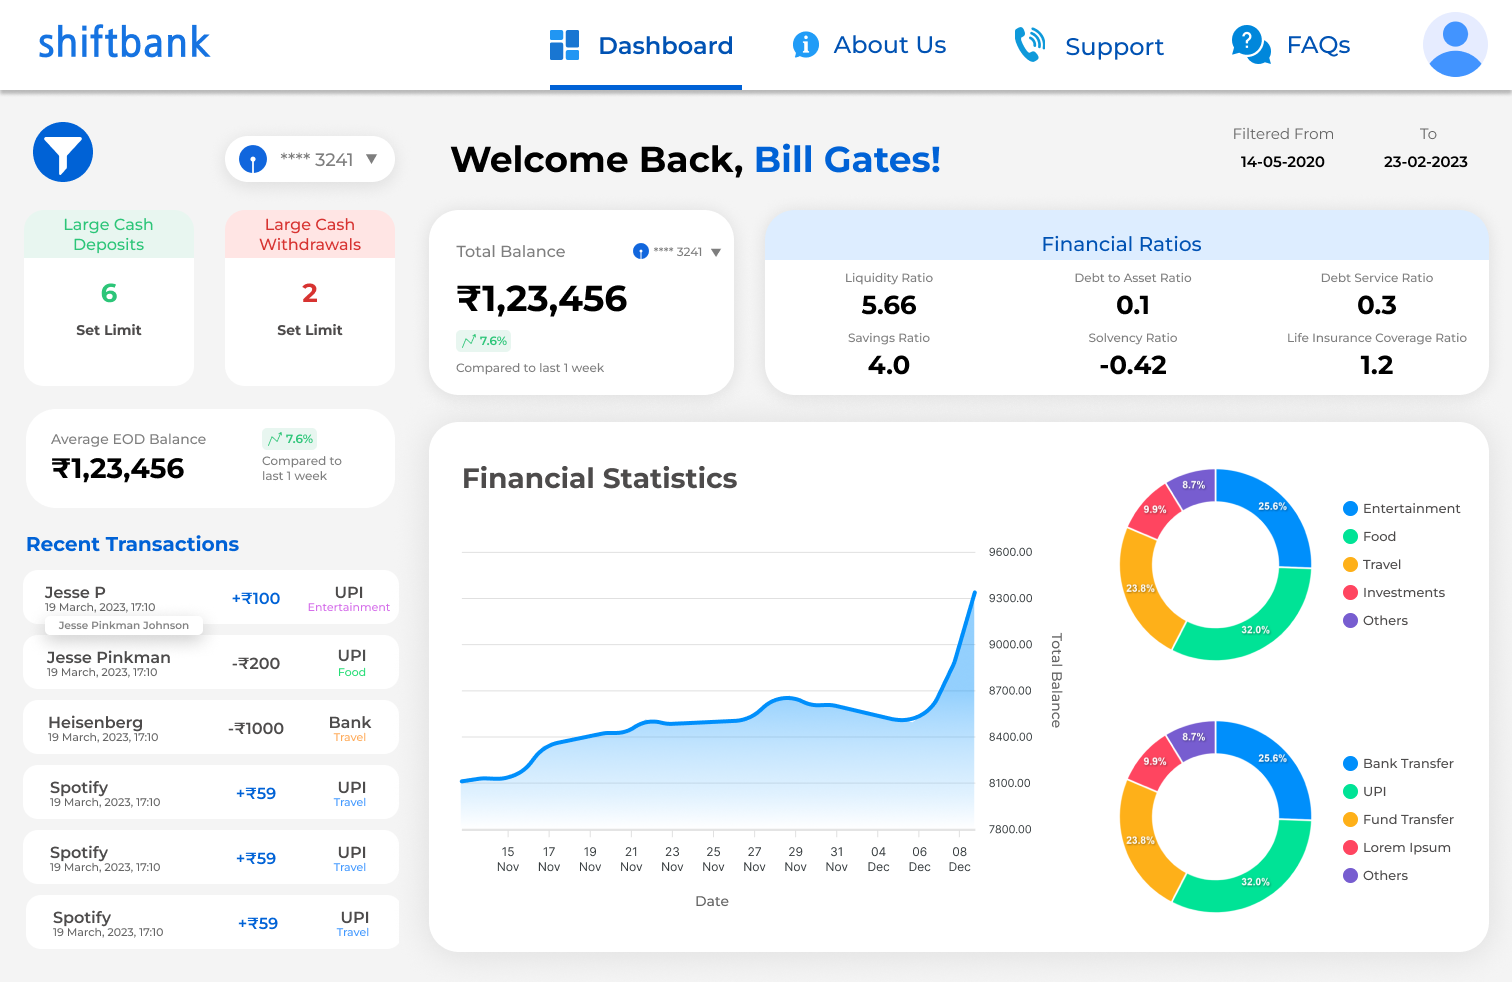 shiftbank
Dashboard
About Us
Support
FAQs
**** 3241 ▼
Welcome Back, Bill Gates!
Filtered From
14-05-2020
To
23-02-2023
Large Cash
Deposits
6
Set Limit
Large Cash
Withdrawals
2
Set Limit
Total Balance
**** 3241 ▼
₹1,23,456
7.6%
Compared to last 1 week
Financial Ratios
Liquidity Ratio
5.66
Debt to Asset Ratio
0.1
Debt Service Ratio
0.3
Savings Ratio
4.0
Solvency Ratio
-0.42
Life Insurance Coverage Ratio
1.2
Average EOD Balance
₹1,23,456
7.6%
Compared to
last 1 week
Recent Transactions
Jesse P
19 March, 2023, 17:10
+₹100
UPI
Entertainment
Jesse Pinkman Johnson
Jesse Pinkman
19 March, 2023, 17:10
-₹200
UPI
Food
Heisenberg
19 March, 2023, 17:10
-₹1000
Bank
Travel
Spotify
19 March, 2023, 17:10
+₹59
UPI
Travel
Spotify
19 March, 2023, 17:10
+₹59
UPI
Travel
Spotify
19 March, 2023, 17:10
+₹59
UPI
Travel
Financial Statistics
9600.00
9300.00
9000.00
8700.00
8400.00
8100.00
7800.00
Total Balance
15 Nov
17 Nov
19 Nov
21 Nov
23 Nov
25 Nov
27 Nov
29 Nov
31 Nov
04 Dec
06 Dec
08 Dec
Date
8.7%
25.6%
9.9%
23.8%
32.0%
Entertainment
Food
Travel
Investments
Others
8.7%
25.6%
9.9%
23.8%
32.0%
Bank Transfer
UPI
Fund Transfer
Lorem Ipsum
Others